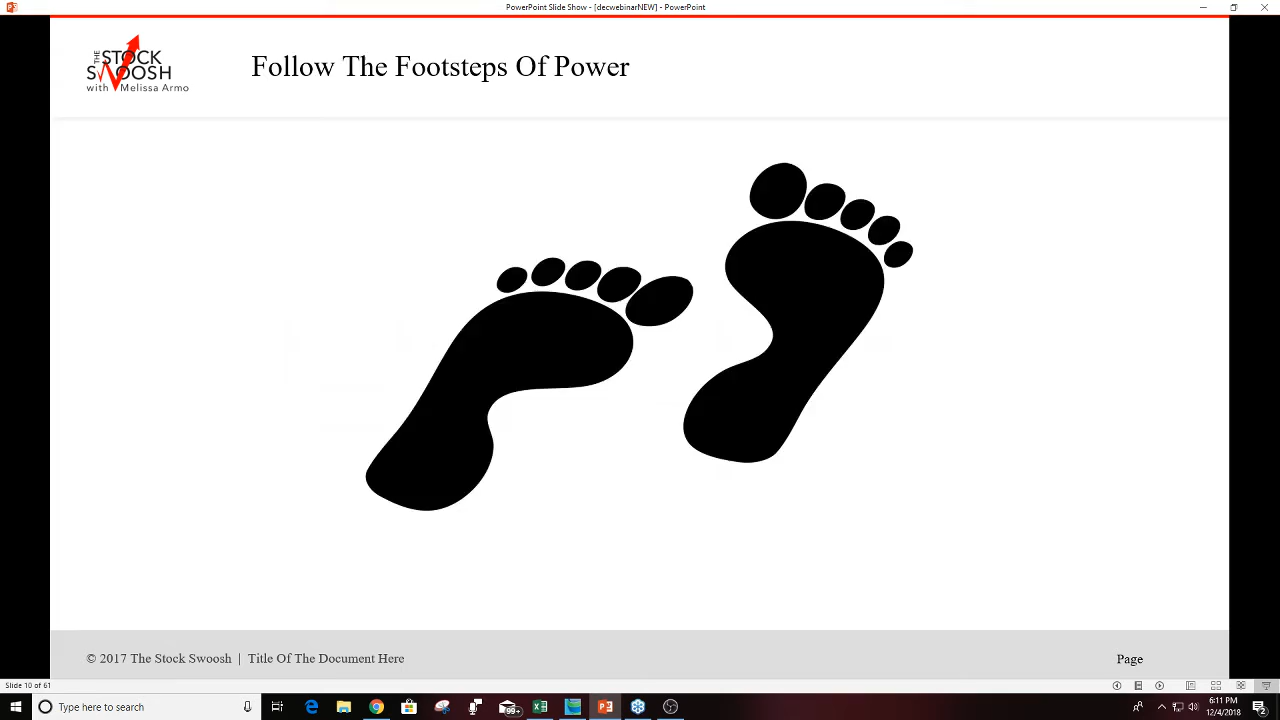 PowerPoint Slide Show - [decwebinarNEW] - PowerPoint
THE STOCK
SWOOSH
with Melissa Armo
Follow The Footsteps Of Power
© 2017 The Stock Swoosh | Title Of The Document Here
Page
Slide 10 of 61
Type here to search
99+
6:11 PM
12/4/2018
2